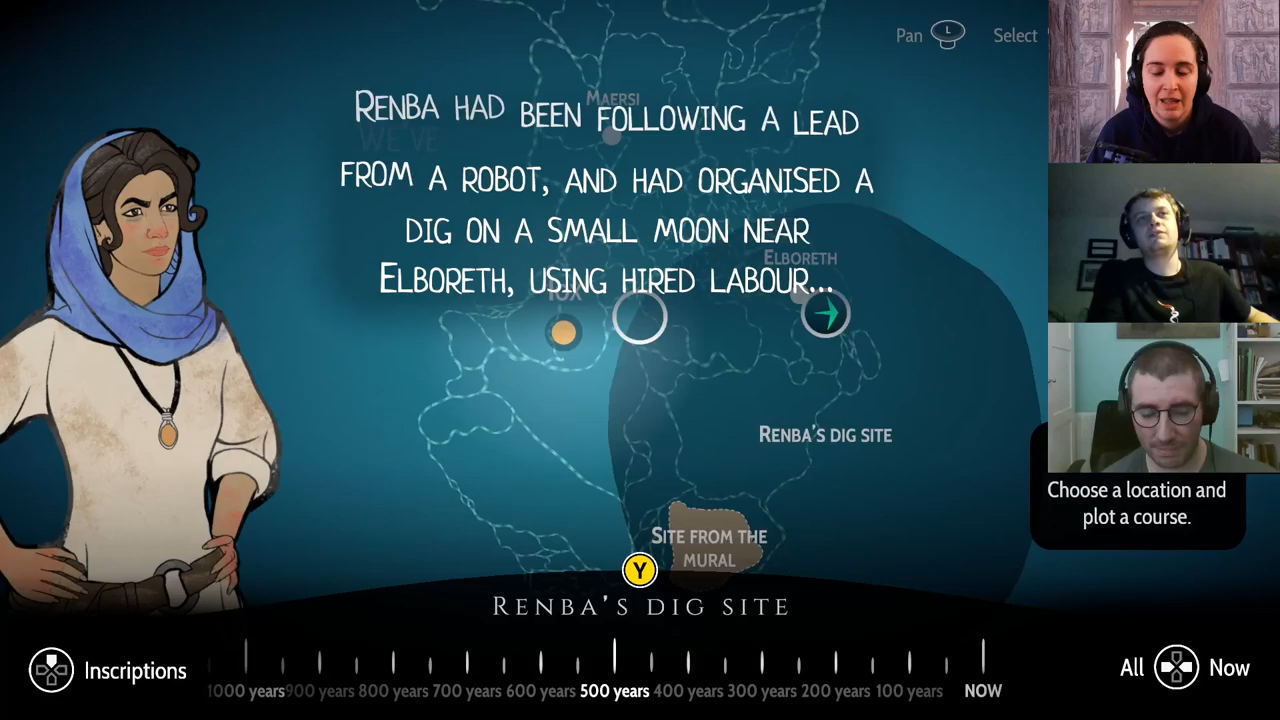 Pan L Select
MAERSI
WE'VE
RENBA HAD BEEN FOLLOWING A LEAD
FROM A ROBOT, AND HAD ORGANISED A
DIG ON A SMALL MOON NEAR
ELBORETH, USING HIRED LABOUR...
ELBORETH
IOX
RENBA'S DIG SITE
Choose a location and
plot a course.
SITE FROM THE
MURAL
Y
RENBA'S DIG SITE
Inscriptions
All Now
1000 years 900 years 800 years 700 years 600 years 500 years 400 years 300 years 200 years 100 years NOW